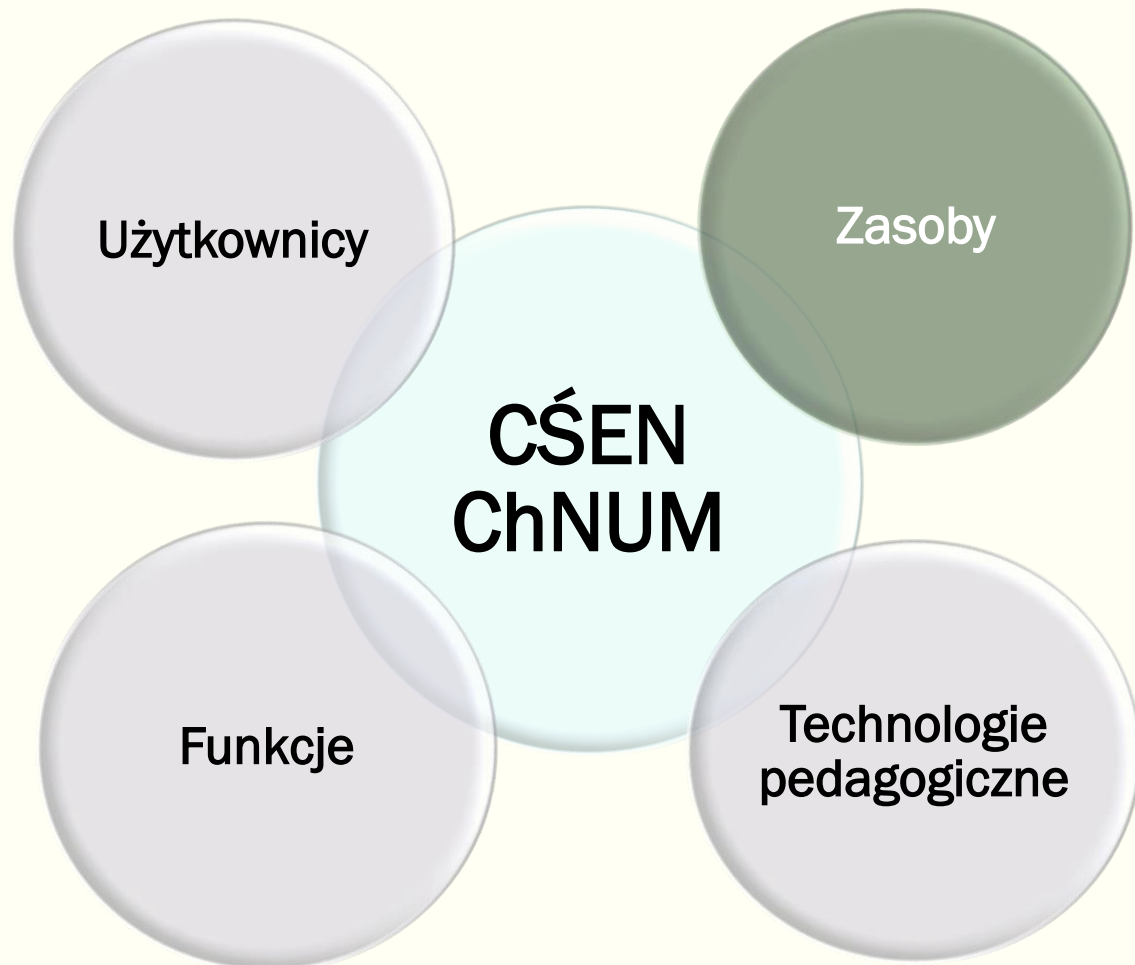 Użytkownicy
Zasoby
CŚEN
ChNUM
Funkcje
Technologie
pedagogiczne